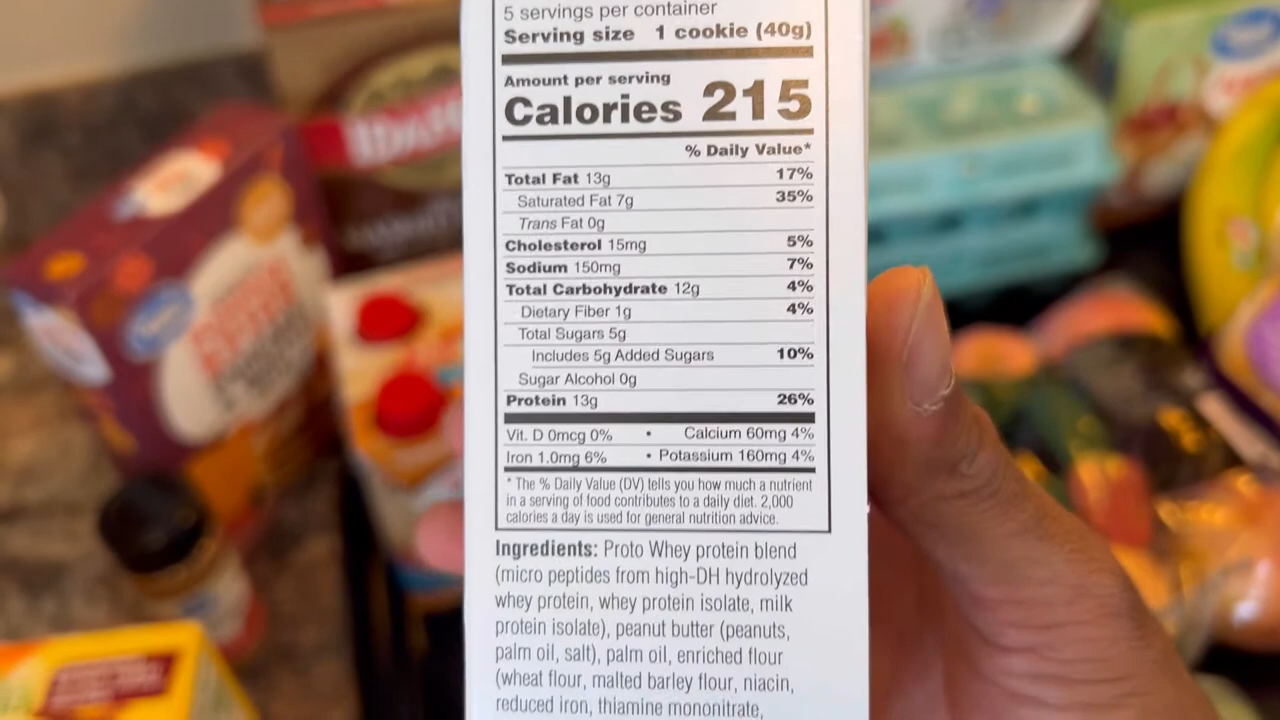 5 servings per container
Serving size 1 cookie (40g)
Amount per serving
Calories 215
% Daily Value*
Total Fat 13g 17%
Saturated Fat 7g 35%
Trans Fat 0g
Cholesterol 15mg 5%
Sodium 150mg 7%
Total Carbohydrate 12g 4%
Dietary Fiber 1g 4%
Total Sugars 5g
Includes 5g Added Sugars 10%
Sugar Alcohol 0g
Protein 13g 26%
Vit. D 0mcg 0% • Calcium 60mg 4%
Iron 1.0mg 6% • Potassium 160mg 4%
* The % Daily Value (DV) tells you how much a nutrient
in a serving of food contributes to a daily diet. 2,000
calories a day is used for general nutrition advice.
Ingredients: Proto Whey protein blend
(micro peptides from high-DH hydrolyzed
whey protein, whey protein isolate, milk
protein isolate), peanut butter (peanuts,
palm oil, salt), palm oil, enriched flour
(wheat flour, malted barley flour, niacin,
reduced iron, thiamine mononitrate,